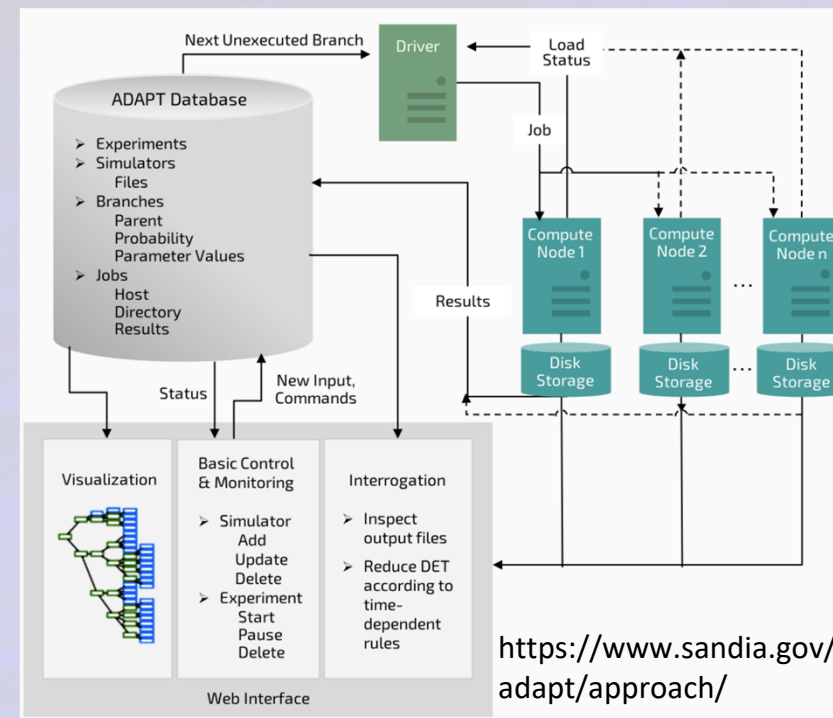 Next Unexecuted Branch
Driver
Load
Status
ADAPT Database
➢ Experiments
➢ Simulators
Files
➢ Branches
Parent
Probability
Parameter Values
➢ Jobs
Host
Directory
Results
Job
Compute
Node 1
Compute
Node 2
...
Compute
Node n
Results
Disk
Storage
Disk
Storage
...
Disk
Storage
Status
New Input,
Commands
Visualization
Basic Control
& Monitoring
➢ Simulator
Add
Update
Delete
➢ Experiment
Start
Pause
Delete
Interrogation
➢ Inspect
output files
➢ Reduce DET
according to
time-
dependent
rules
Web Interface
https://www.sandia.gov/
adapt/approach/